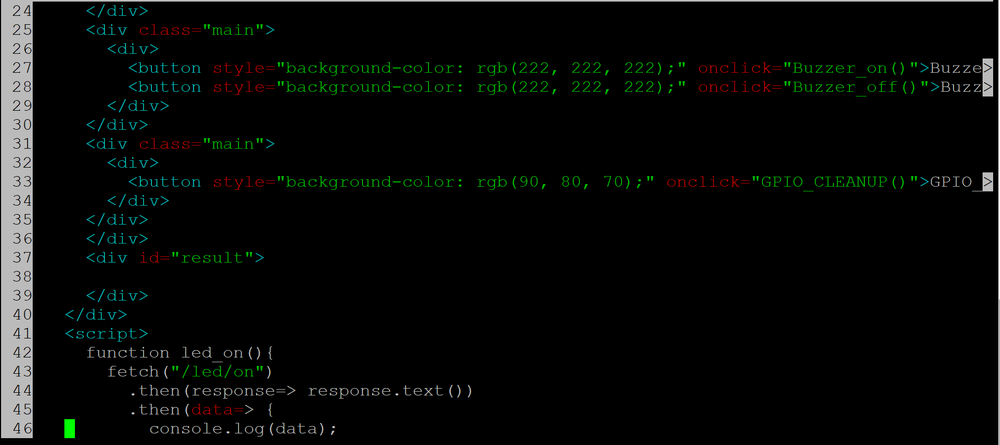 24     </div>
25     <div class="main">
26       <div>
27         <button style="background-color: rgb(222, 222, 222);" onclick="Buzzer_on()">Buzze>
28         <button style="background-color: rgb(222, 222, 222);" onclick="Buzzer_off()">Buzz>
29       </div>
30     </div>
31     <div class="main">
32       <div>
33         <button style="background-color: rgb(90, 80, 70);" onclick="GPIO_CLEANUP()">GPIO_>
34       </div>
35     </div>
36     </div>
37     <div id="result">
38
39     </div>
40   </div>
41   <script>
42     function led_on(){
43       fetch("/led/on")
44         .then(response=> response.text())
45         .then(data=> {
46           console.log(data);